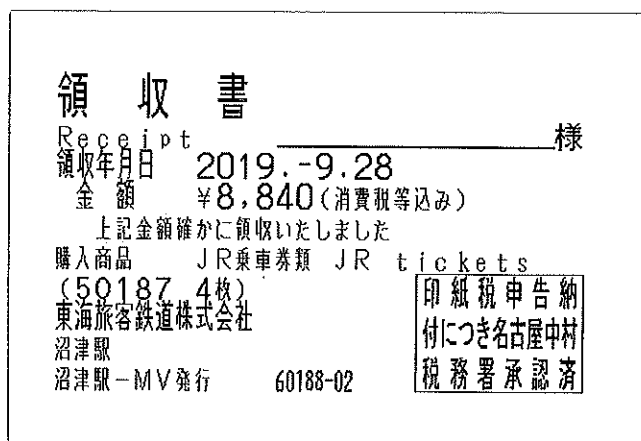 領収書
Receipt 様
領収年月日 2019.-9.28
金額 ¥8,840(消費税等込み)
上記金額確かに領収いたしました
購入商品 JR乗車券類 JR tickets
(50187 4枚)
東海旅客鉄道株式会社
沼津駅
沼津駅-MV発行 60188-02
印紙税申告納
付につき名古屋中村
税務署承認済